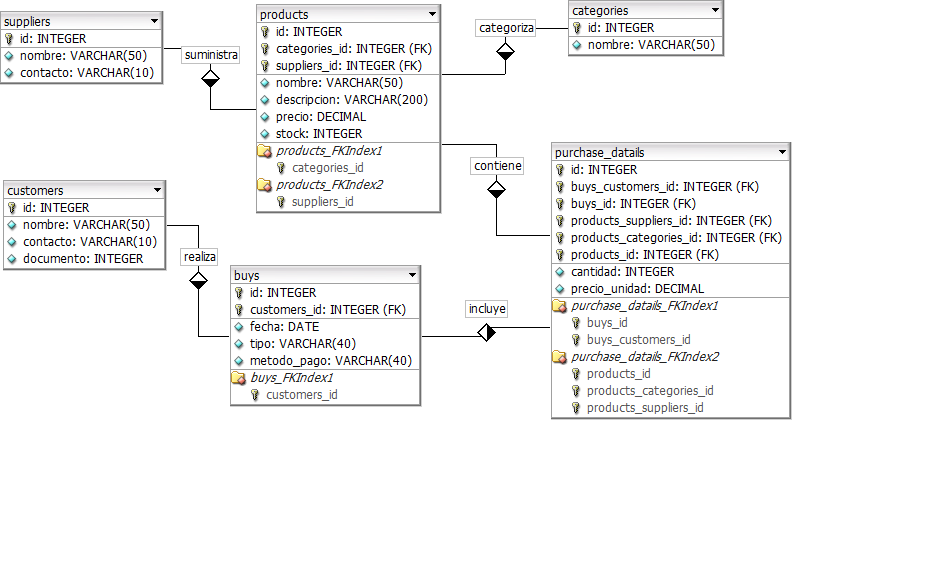 suppliers
id: INTEGER
nombre: VARCHAR(50)
contacto: VARCHAR(10)
suministra
products
id: INTEGER
categories_id: INTEGER (FK)
suppliers_id: INTEGER (FK)
nombre: VARCHAR(50)
descripcion: VARCHAR(200)
precio: DECIMAL
stock: INTEGER
products_FKIndex1
categories_id
products_FKIndex2
suppliers_id
categoriza
categories
id: INTEGER
nombre: VARCHAR(50)
contiene
customers
id: INTEGER
nombre: VARCHAR(50)
contacto: VARCHAR(10)
documento: INTEGER
realiza
buys
id: INTEGER
customers_id: INTEGER (FK)
fecha: DATE
tipo: VARCHAR(40)
metodo_pago: VARCHAR(40)
buys_FKIndex1
customers_id
incluye
purchase_datails
id: INTEGER
buys_customers_id: INTEGER (FK)
buys_id: INTEGER (FK)
products_suppliers_id: INTEGER (FK)
products_categories_id: INTEGER (FK)
products_id: INTEGER (FK)
cantidad: INTEGER
precio_unidad: DECIMAL
purchase_datails_FKIndex1
buys_id
buys_customers_id
purchase_datails_FKIndex2
products_id
products_categories_id
products_suppliers_id